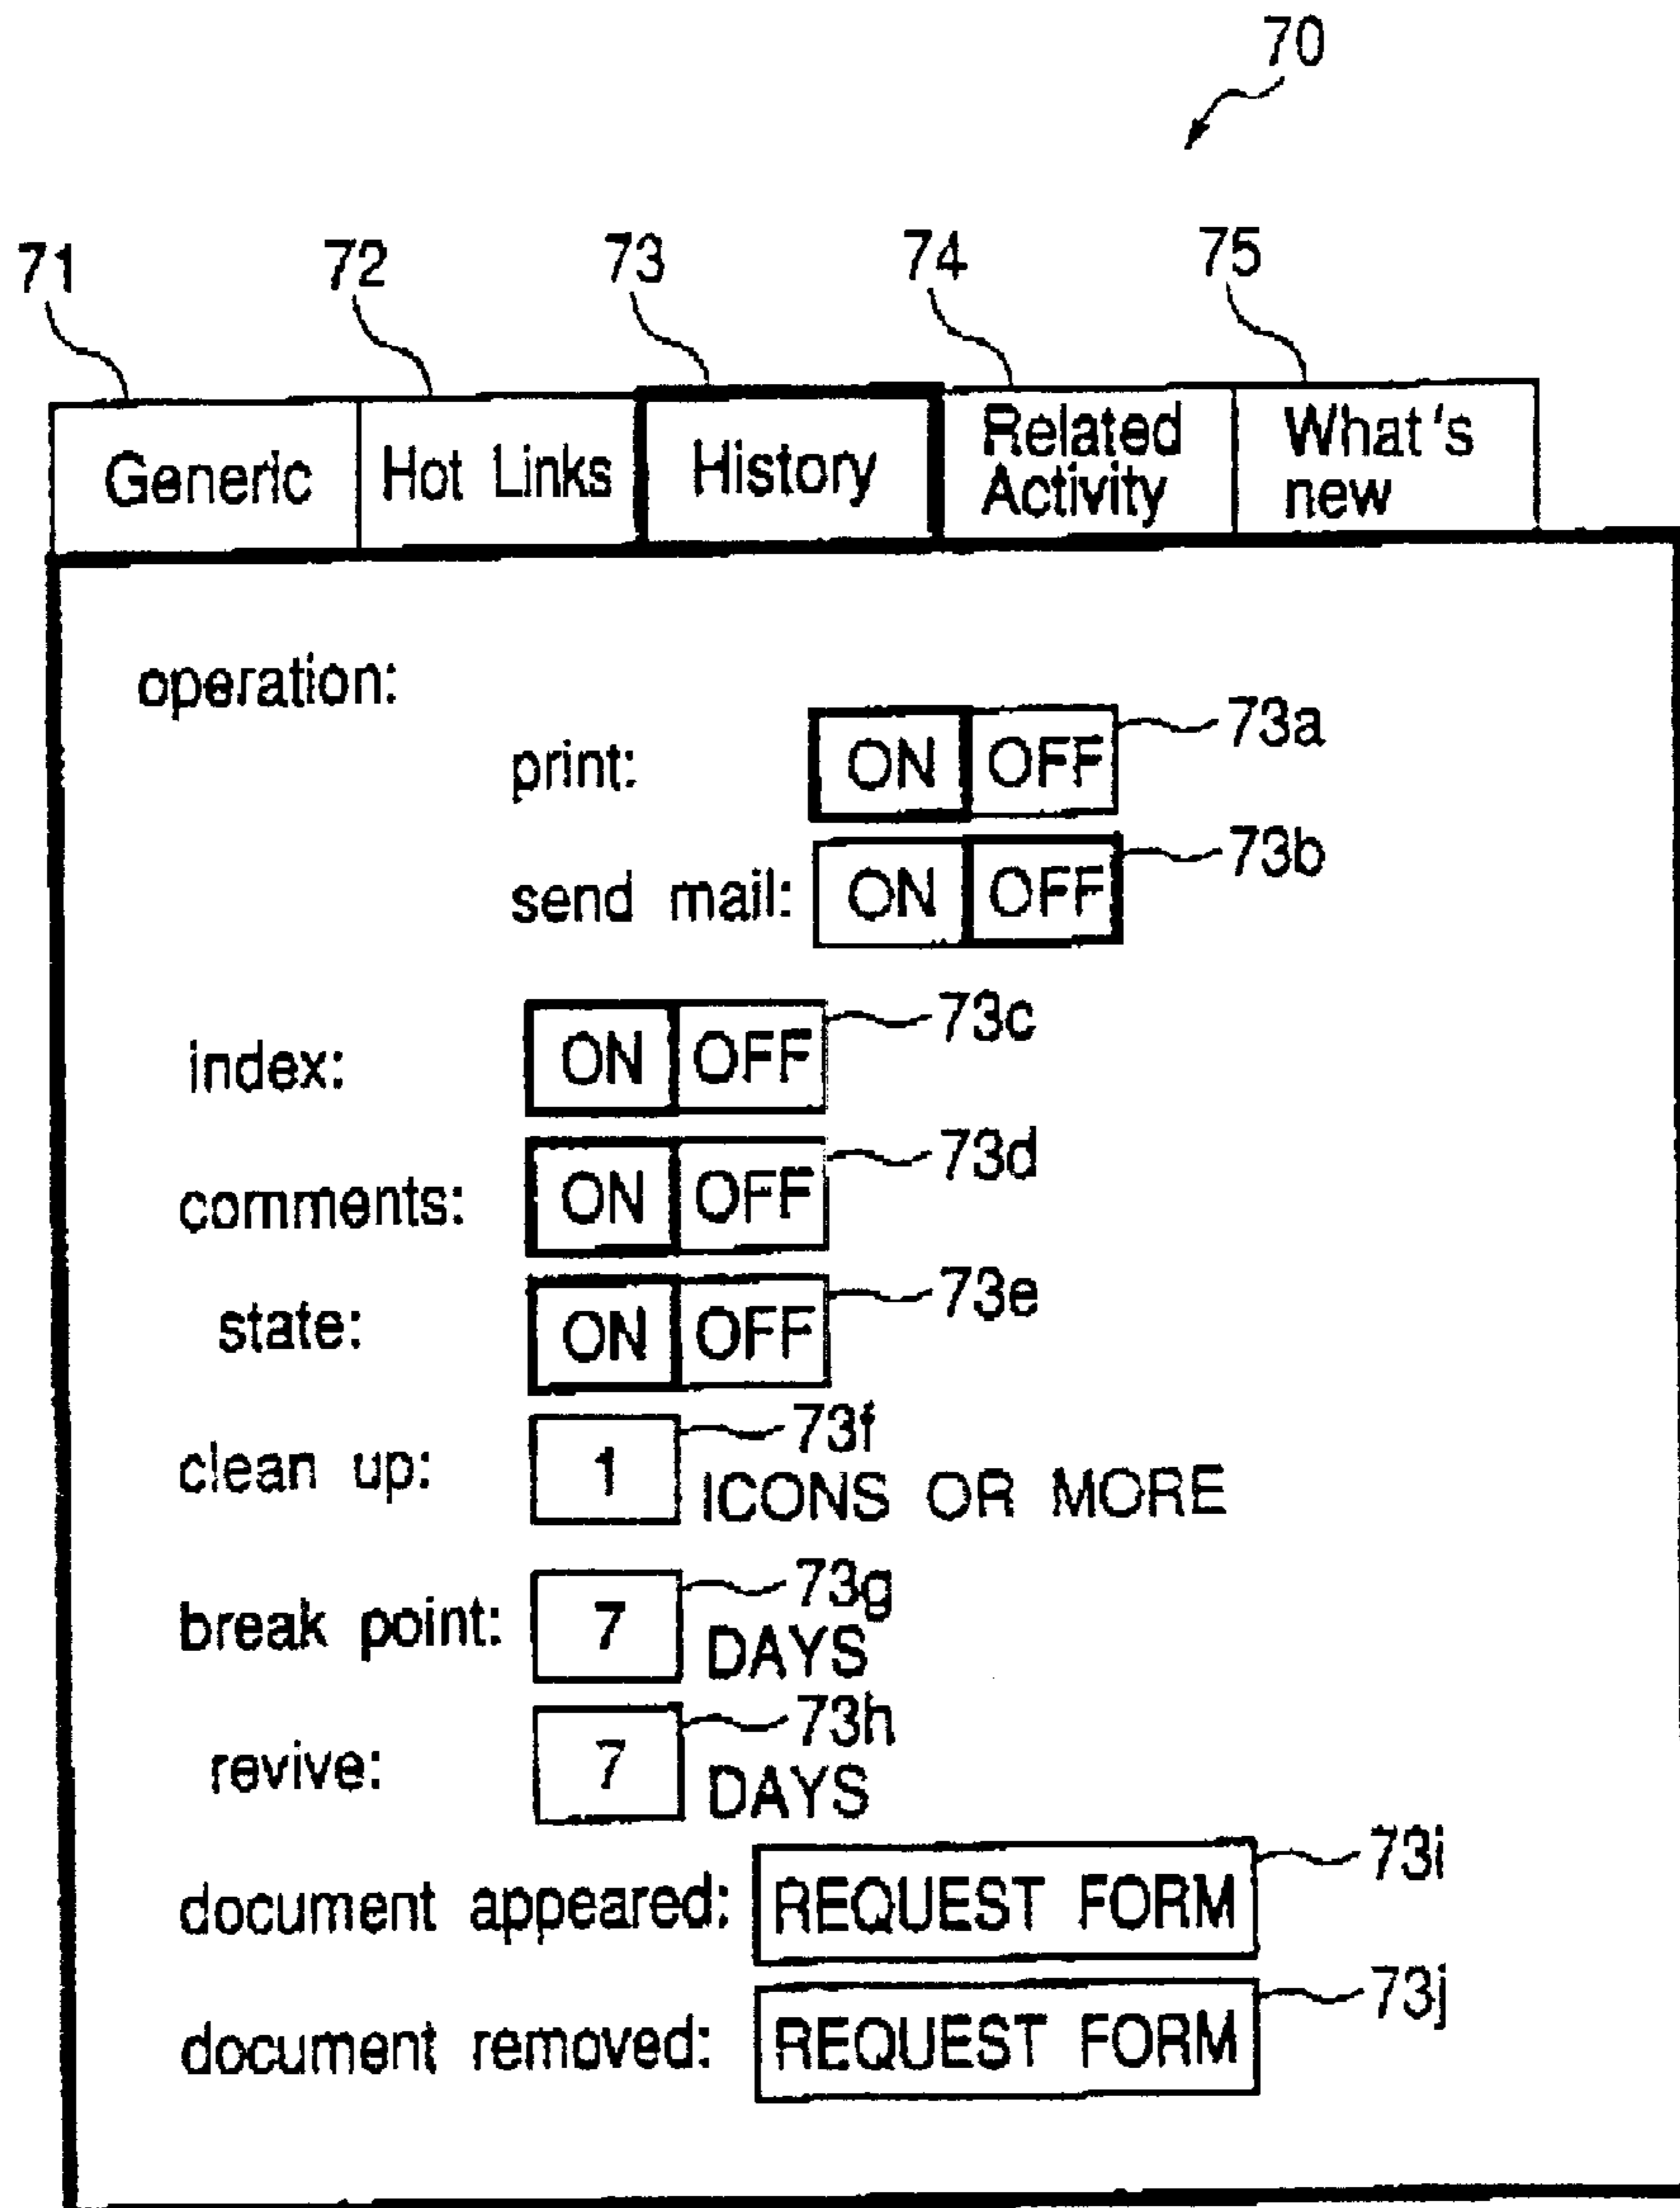 70
71 72 73 74 75
Generic Hot Links History Related Activity What's new
operation:
print: ON OFF 73a
send mail: ON OFF 73b
index: ON OFF 73c
comments: ON OFF 73d
state: ON OFF 73e
clean up: 1 73f
ICONS OR MORE
break point: 7 73g
DAYS
revive: 7 73h
DAYS
document appeared: REQUEST FORM 73i
document removed: REQUEST FORM 73j